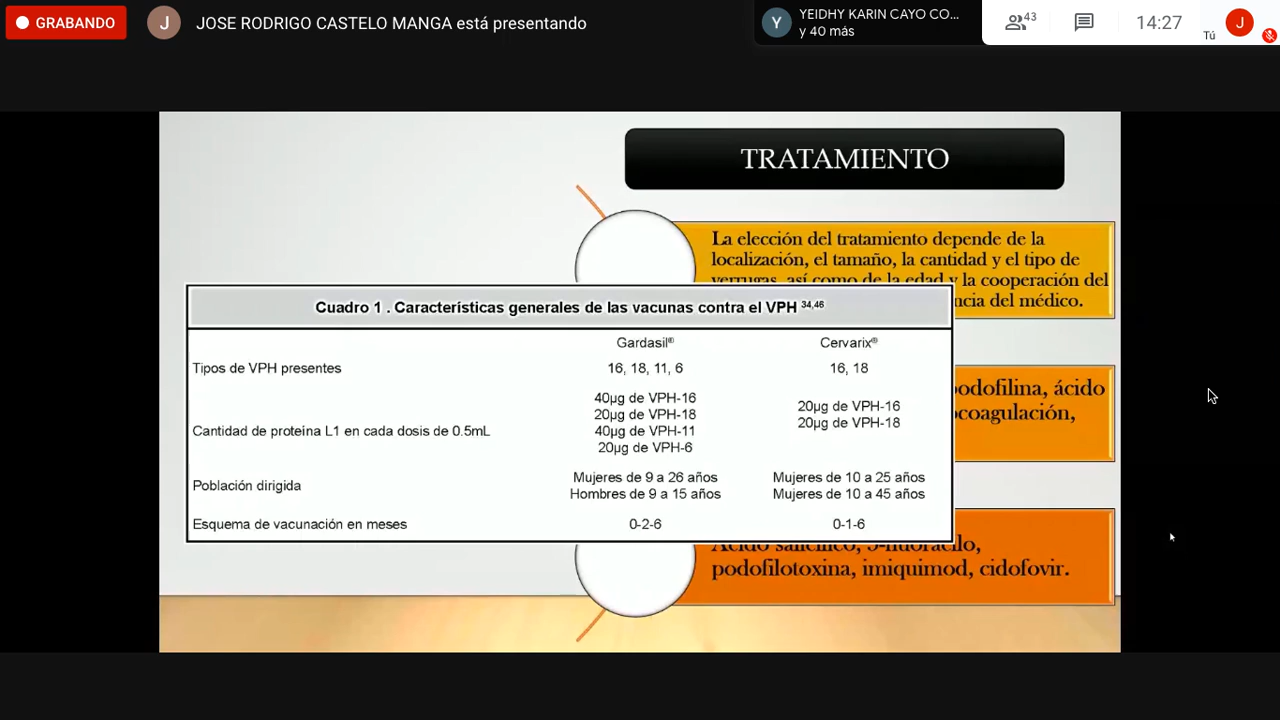 GRABANDO
J
JOSE RODRIGO CASTELO MANGA está presentando
Y
YEIDHY KARIN CAYO CO...
y 40 más
43
14:27
Tú
J
TRATAMIENTO
La elección del tratamiento depende de la
localización, el tamaño, la cantidad y el tipo de
verrugas, así como de la edad y la cooperación del
del médico.
Cuadro 1 . Características generales de las vacunas contra el VPH 34,46
Gardasil® Cervarix®
Tipos de VPH presentes 16, 18, 11, 6 16, 18
Cantidad de proteína L1 en cada dosis de 0.5mL
40µg de VPH-16
20µg de VPH-18
40µg de VPH-11
20µg de VPH-6
20µg de VPH-16
20µg de VPH-18
Población dirigida
Mujeres de 9 a 26 años
Hombres de 9 a 15 años
Mujeres de 10 a 25 años
Mujeres de 10 a 45 años
Esquema de vacunación en meses 0-2-6 0-1-6
podofilina, ácido
Ácido salicílico, 5-fluoracilo,
podofilotoxina, imiquimod, cidofovir.